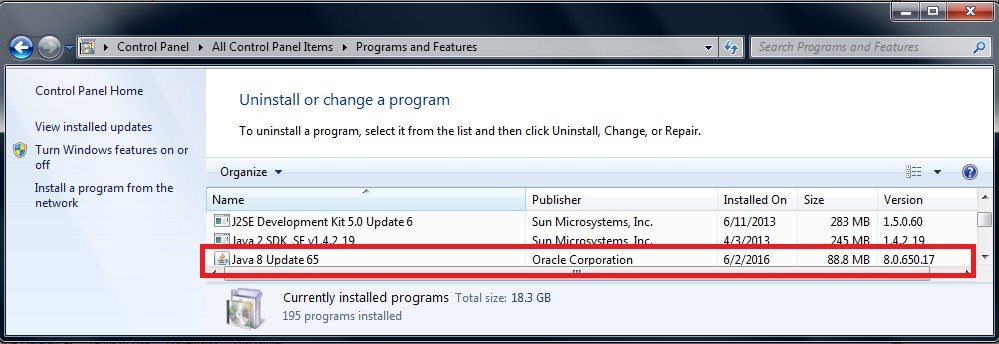 Control Panel All Control Panel Items Programs and Features Search Programs and Features
Control Panel Home
View installed updates
Turn Windows features on or
off
Install a program from the
network
Uninstall or change a program
To uninstall a program, select it from the list and then click Uninstall, Change, or Repair.
Organize
Name Publisher Installed On Size Version
J2SE Development Kit 5.0 Update 6 Sun Microsystems, Inc. 6/11/2013 283 MB 1.5.0.60
Java 2 SDK, SE v1.4.2_19 Sun Microsystems, Inc. 4/3/2013 245 MB 1.4.2_19
Java 8 Update 65 Oracle Corporation 6/2/2016 88.8 MB 8.0.650.17
Currently installed programs Total size: 18.3 GB
195 programs installed